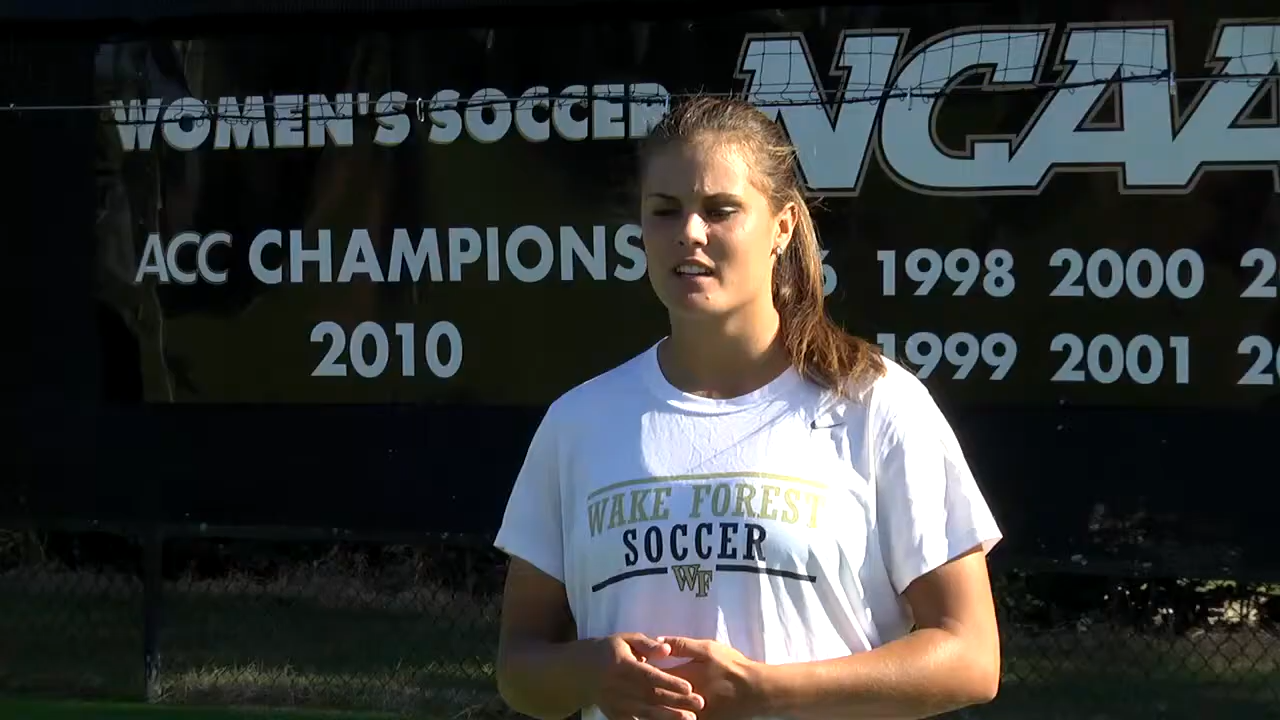 WOMEN'S SOCCER
NCAA
ACC CHAMPIONS
1998 2000
2010
1999 2001
WAKE FOREST
SOCCER
WF